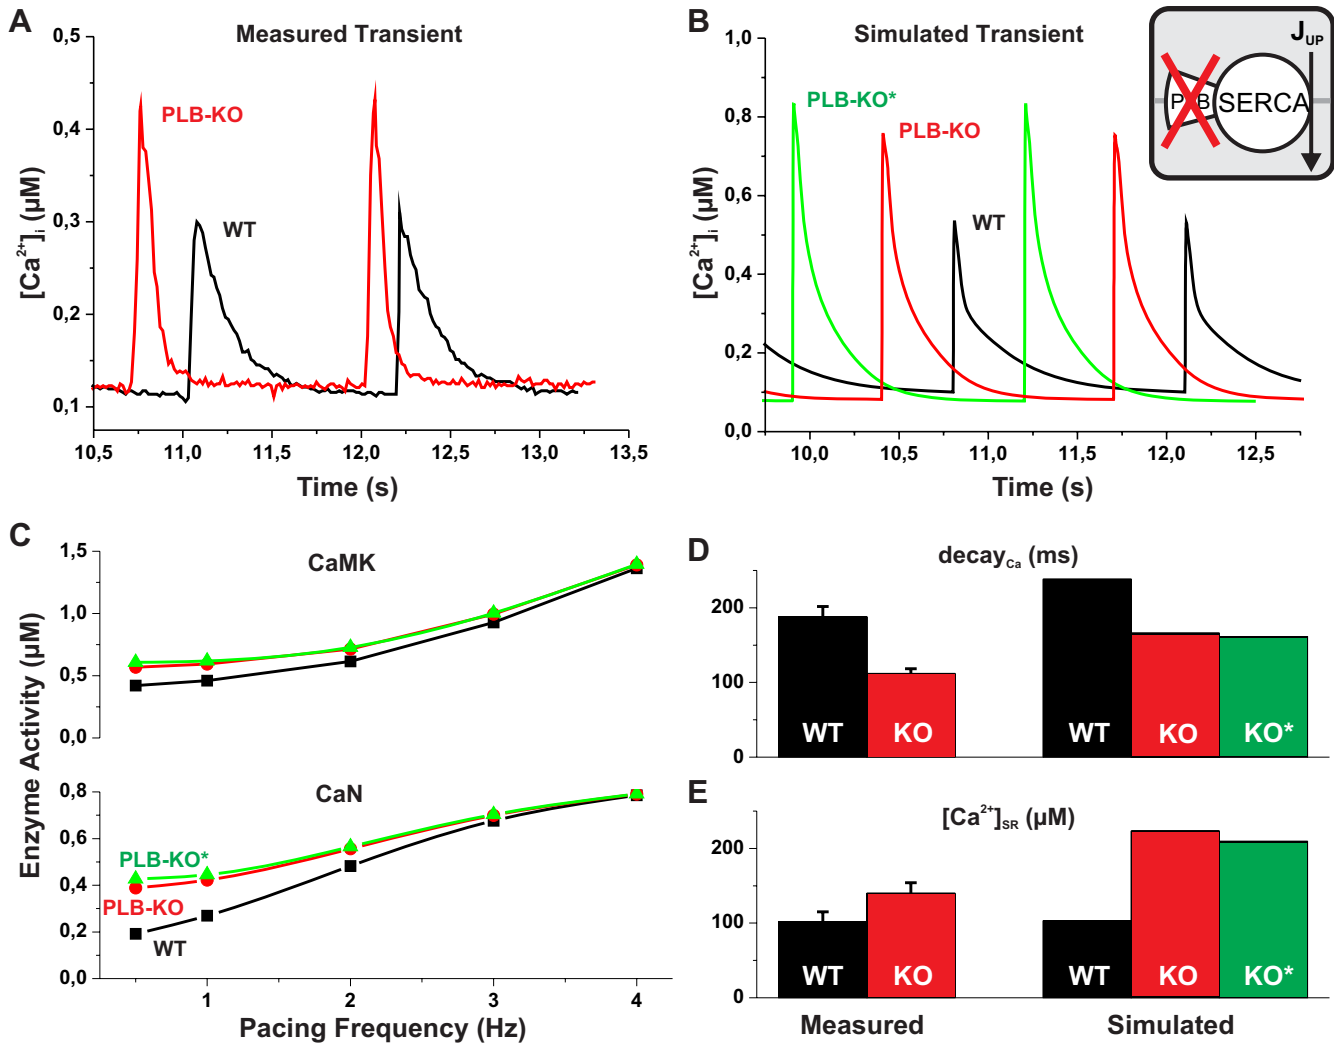 A
Measured Transient
0,5
0,4
0,3
0,2
0,1
[Ca²⁺]ᵢ (µM)
PLB-KO
WT
10,5 11,0 11,5 12,0 12,5 13,0 13,5
Time (s)
B
Simulated Transient
1,0
0,8
0,6
0,4
0,2
0,0
[Ca²⁺]ᵢ (µM)
PLB-KO*
PLB-KO
WT
10,0 10,5 11,0 11,5 12,0 12,5
Time (s)
J_UP
SERCA
C
CaMK
1,5
1,0
0,5
0,0
Enzyme Activity (µM)
CaN
0,8
0,6
0,4
0,2
0,0
PLB-KO*
PLB-KO
WT
1 2 3 4
Pacing Frequency (Hz)
D
decay_Ca (ms)
200
100
0
WT KO WT KO KO*
E
[Ca²⁺]_SR (µM)
200
100
0
WT KO WT KO KO*
Measured Simulated